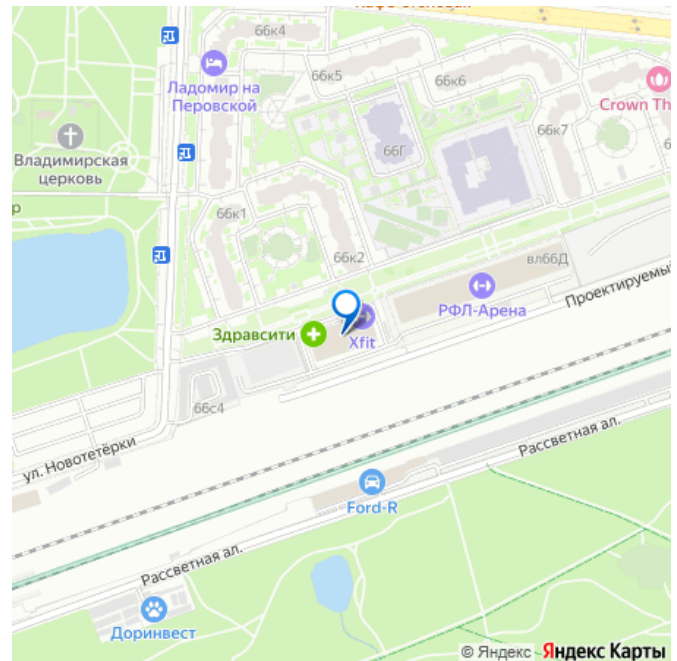 66к4
66к5
66к6
Ладомир на
Перовской
Crown Th
66к7
66Г
Владимирская
церковь
р
66к1
66к2
вл66Д
Проектируемый
РФЛ-Арена
Здравсити
Xfit
66с4
ул. Новотетёрки
Рассветная ал.
Ford-R
Рассветная ал.
Доринвест
© Яндекс Яндекс Карты